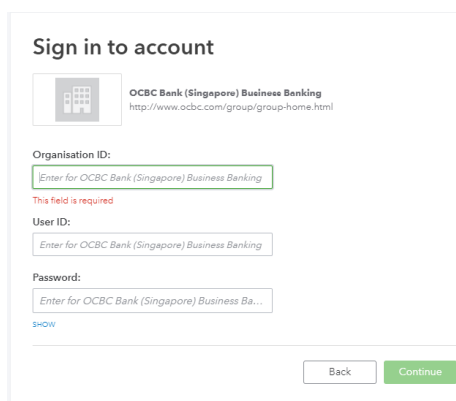 Sign in to account
OCBC Bank (Singapore) Business Banking
http://www.ocbc.com/group/group-home.html
Organisation ID:
Enter for OCBC Bank (Singapore) Business Banking
This field is required
User ID:
Enter for OCBC Bank (Singapore) Business Banking
Password:
Enter for OCBC Bank (Singapore) Business Ba...
SHOW
Back Continue